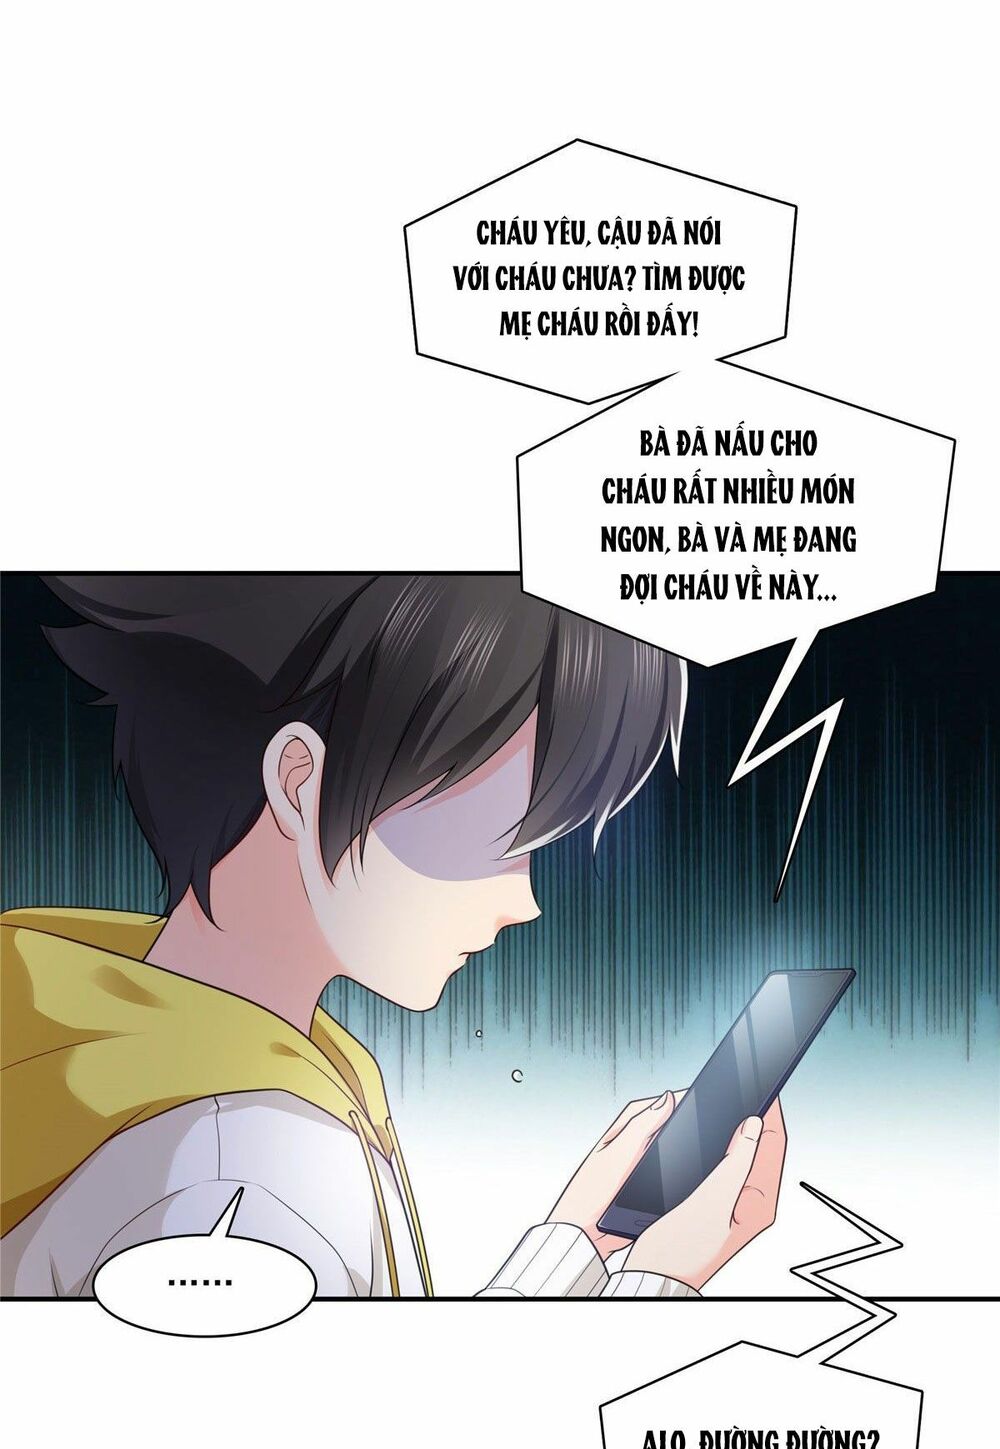 CHÁU YÊU, CẬU ĐÃ NÓI
VỚI CHÁU CHƯA? TÌM ĐƯỢC
MẸ CHÁU RỒI ĐẤY!
BÀ ĐÃ NẤU CHO
CHÁU RẤT NHIỀU MÓN
NGON, BÀ VÀ MẸ ĐANG
ĐỢI CHÁU VỀ NÀY...
......
ALO, ĐƯỜNG ĐƯỜNG?